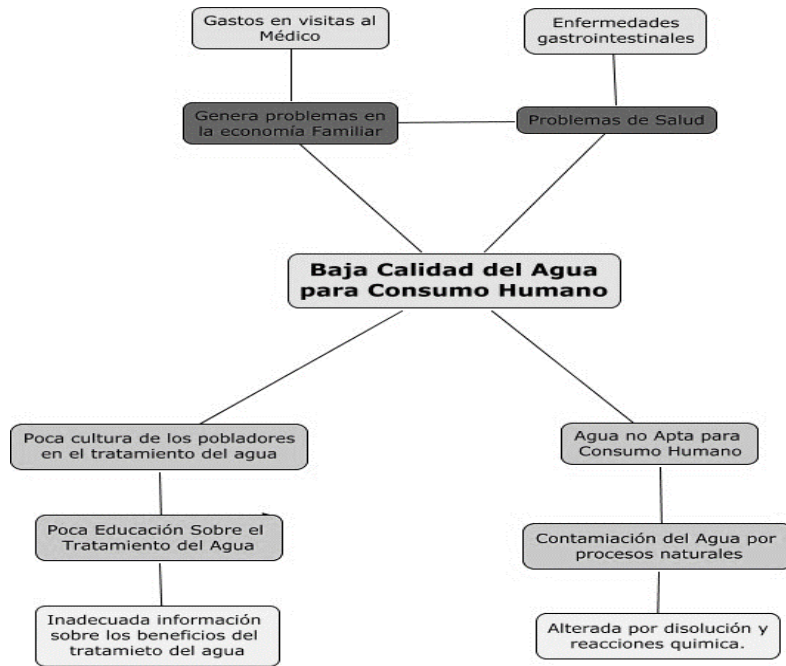 Gastos en visitas al
Médico
Enfermedades
gastrointestinales
Genera problemas en
la economía Familiar
Problemas de Salud
Baja Calidad del Agua
para Consumo Humano
Poca cultura de los pobladores
en el tratamiento del agua
Agua no Apta para
Consumo Humano
Poca Educación Sobre el
Tratamiento del Agua
Contamiación del Agua por
procesos naturales
Inadecuada información
sobre los beneficios del
tratamieto del agua
Alterada por disolución y
reacciones quimica.